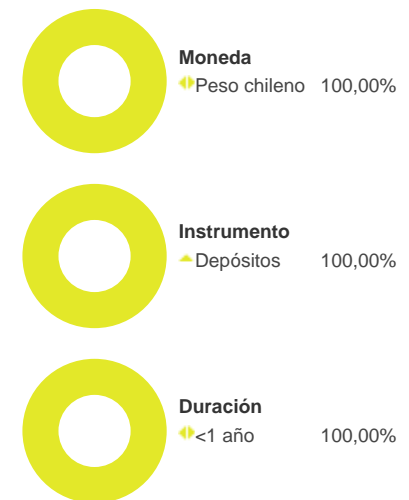 Moneda
Peso chileno 100,00%
Instrumento
Depósitos 100,00%
Duración
<1 año 100,00%